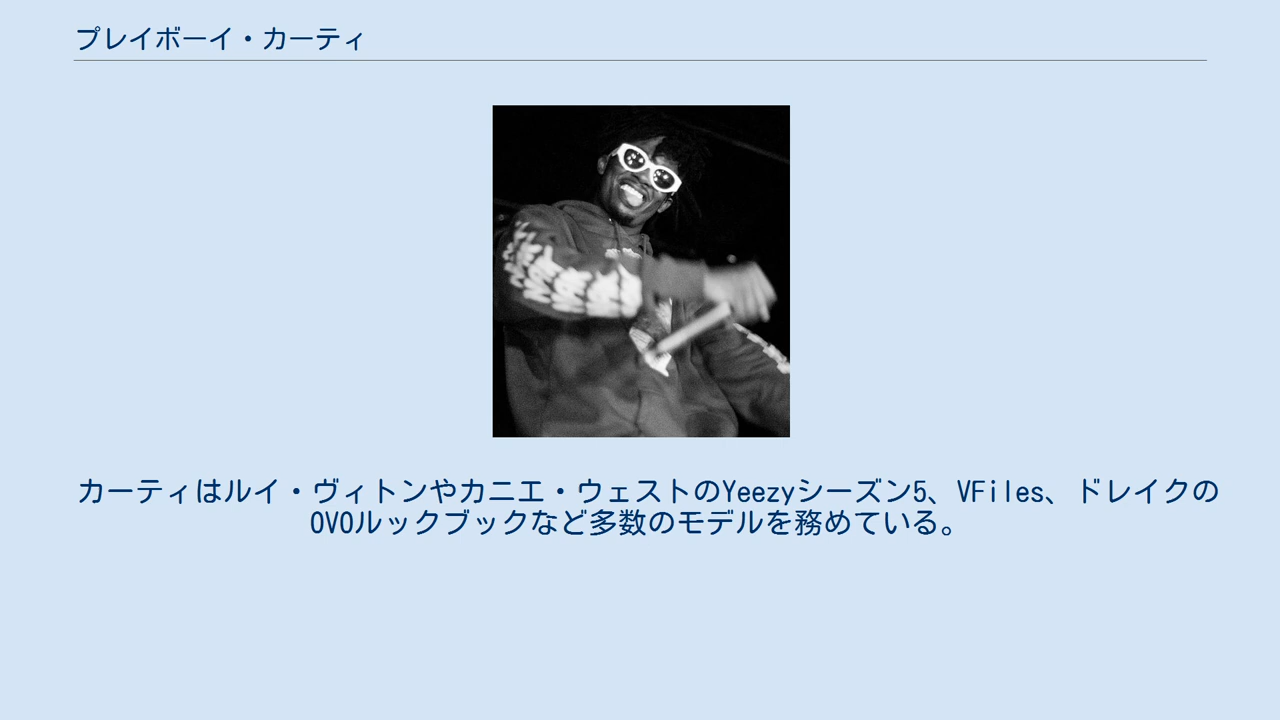 プレイボーイ・カーティ
カーティはルイ・ヴィトンやカニエ・ウェストのYeezyシーズン5、VFiles、ドレイクの
OVOルックブックなど多数のモデルを務めている。